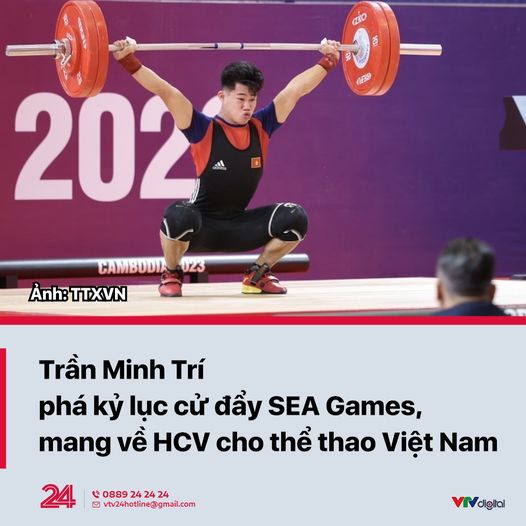 2023
CAMBODIA 2023
Ảnh: TTXVN
Trần Minh Trí
phá kỷ lục cử đẩy SEA Games,
mang về HCV cho thể thao Việt Nam
24
0889 24 24 24
vtv24hotline@gmail.com
VTVdigital